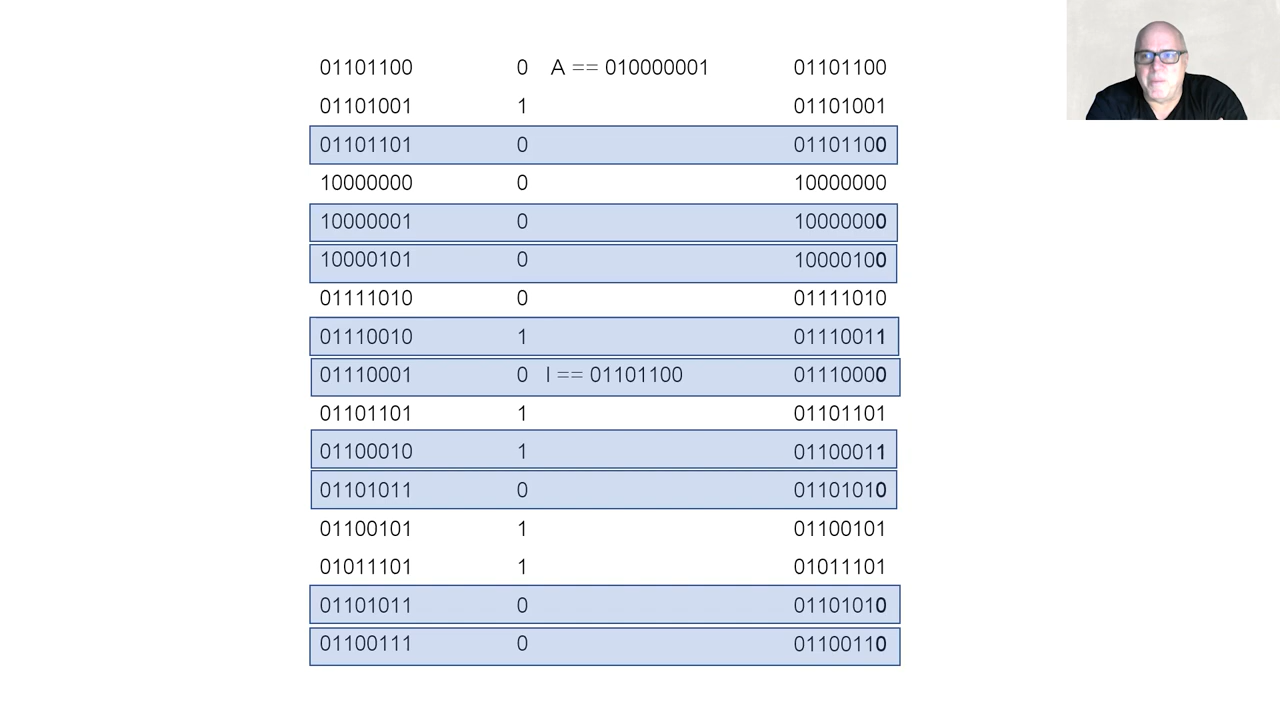 01101100 0 A == 010000001 01101100
01101001 1 01101001
01101101 0 01101100
10000000 0 10000000
10000001 0 10000000
10000101 0 10000100
01111010 0 01111010
01110010 1 01110011
01110001 0 I == 01101100 01110000
01101101 1 01101101
01100010 1 01100011
01101011 0 01101010
01100101 1 01100101
01011101 1 01011101
01101011 0 01101010
01100111 0 01100110